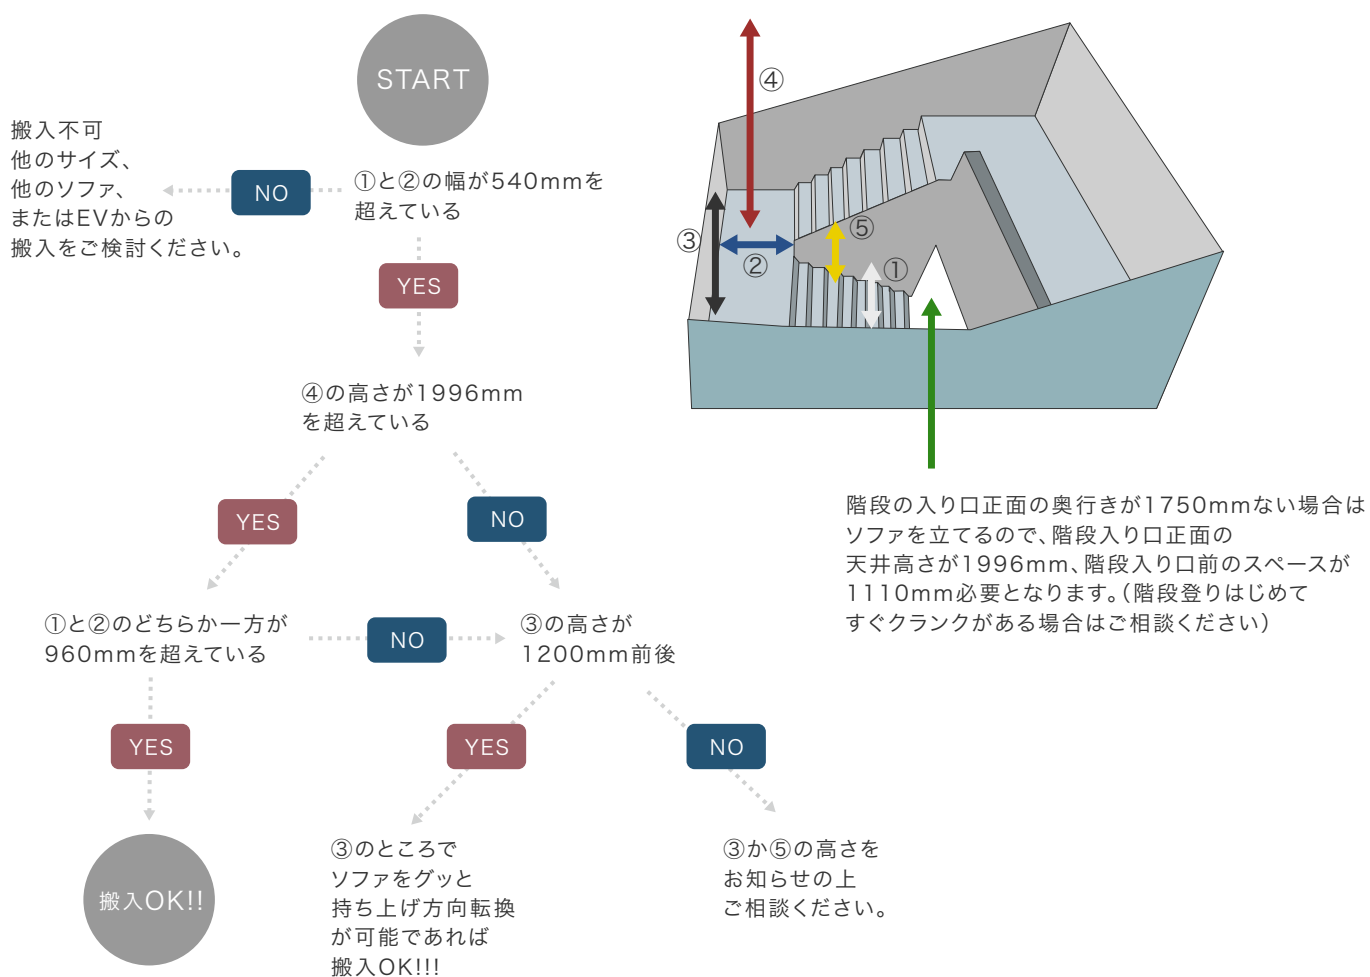 START
搬入不可
他のサイズ、
他のソファ、
またはEVからの
搬入をご検討ください。
NO
①と②の幅が540mmを
超えている
YES
④の高さが1996mm
を超えている
YES
NO
①と②のどちらか一方が
960mmを超えている
NO
③の高さが
1200mm前後
YES
YES
NO
搬入OK!!
③のところで
ソファをグッと
持ち上げ方向転換
が可能であれば
搬入OK!!!
③か⑤の高さを
お知らせの上
ご相談ください。
④
③
②
⑤
①
階段の入り口正面の奥行きが1750mmない場合は
ソファを立てるので、階段入り口正面の
天井高さが1996mm、階段入り口前のスペースが
1110mm必要となります。（階段登りはじめて
すぐクランクがある場合はご相談ください）